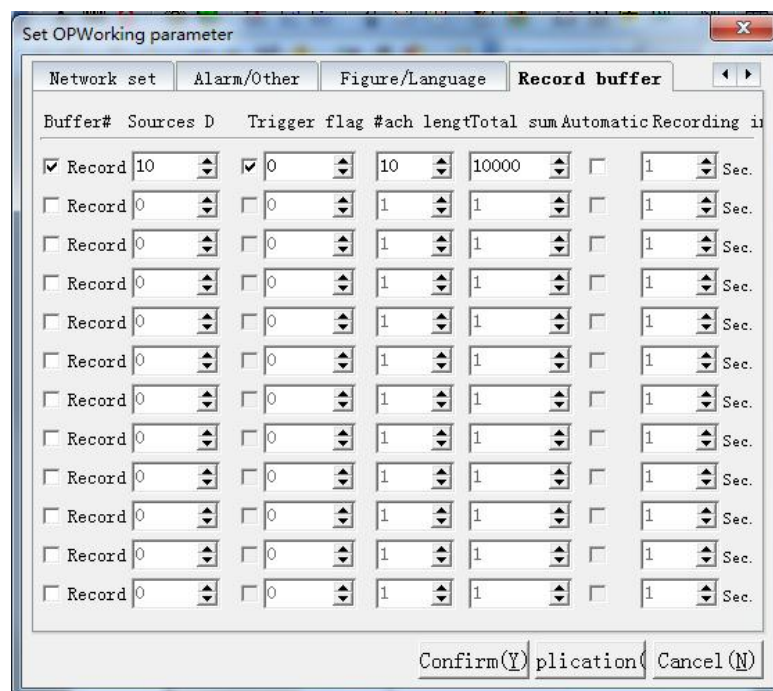 Set OPWorking parameter
Network set Alarm/Other Figure/Language Record buffer
Buffer# Sources D Trigger flag #ach lengtTotal sum Automatic Recording in
Record 10 0 10 10000 1 Sec.
Record 0 0 1 1 1 Sec.
Record 0 0 1 1 1 Sec.
Record 0 0 1 1 1 Sec.
Record 0 0 1 1 1 Sec.
Record 0 0 1 1 1 Sec.
Record 0 0 1 1 1 Sec.
Record 0 0 1 1 1 Sec.
Record 0 0 1 1 1 Sec.
Record 0 0 1 1 1 Sec.
Record 0 0 1 1 1 Sec.
Record 0 0 1 1 1 Sec.
Confirm(Y) plication( Cancel(N)